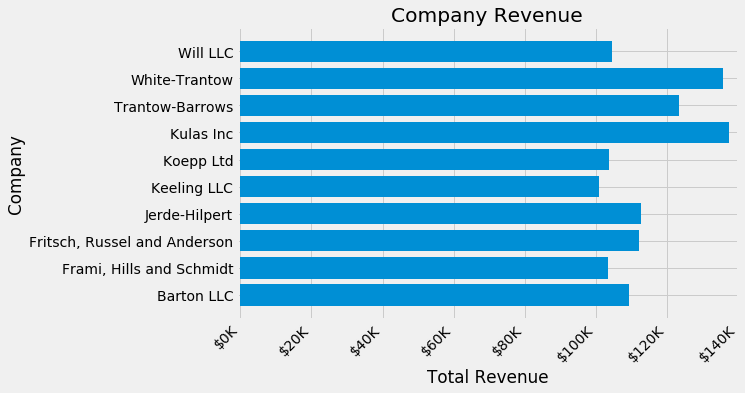 Company Revenue
Company
Will LLC
White-Trantow
Trantow-Barrows
Kulas Inc
Koepp Ltd
Keeling LLC
Jerde-Hilpert
Fritsch, Russel and Anderson
Frami, Hills and Schmidt
Barton LLC
$0K
$20K
$40K
$60K
$80K
$100K
$120K
$140K
Total Revenue